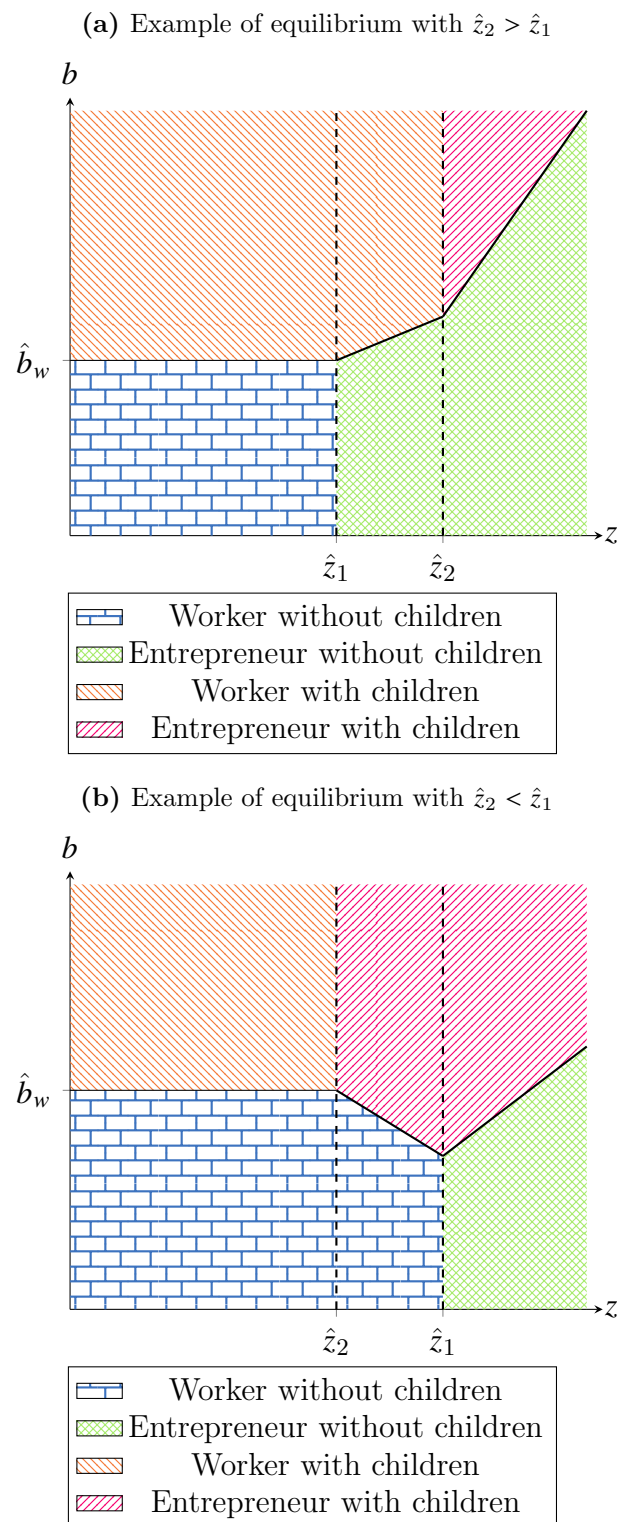 (a) Example of equilibrium with ẑ₂ > ẑ₁
b
b̂_w
z
ẑ₁ ẑ₂
Worker without children
Entrepreneur without children
Worker with children
Entrepreneur with children
(b) Example of equilibrium with ẑ₂ < ẑ₁
b
b̂_w
z
ẑ₂ ẑ₁
Worker without children
Entrepreneur without children
Worker with children
Entrepreneur with children